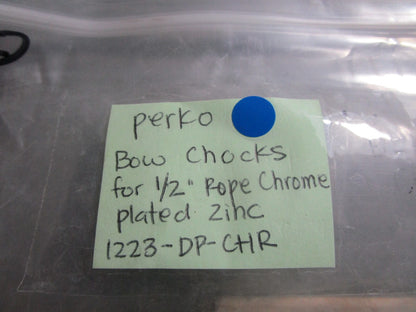 perko
Bow Chocks
for 1/2" Rope Chrome
plated zinc
1223-DP-CHR